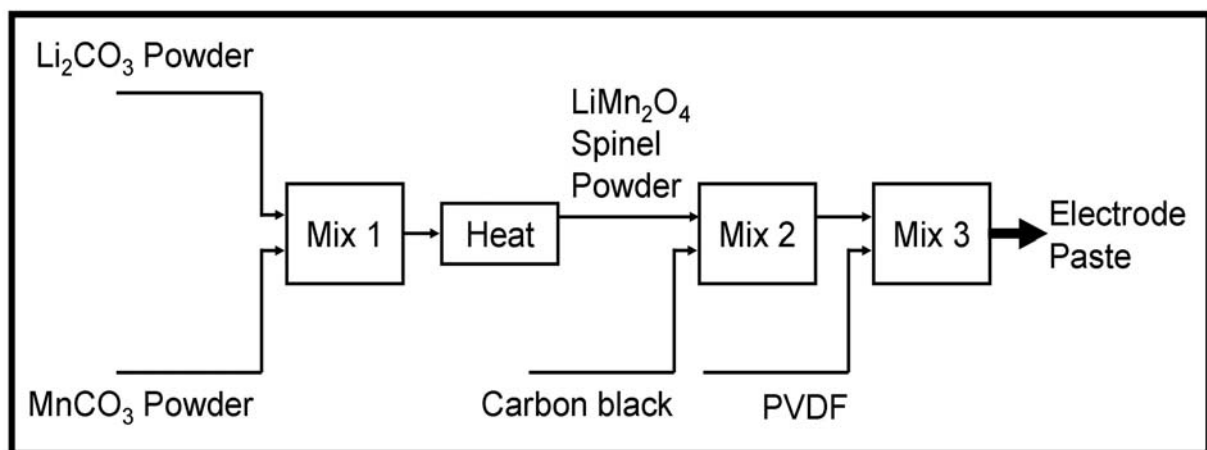 Li₂CO₃ Powder
LiMn₂O₄
Spinel
Powder
Mix 1
Heat
Mix 2
Mix 3
Electrode
Paste
MnCO₃ Powder
Carbon black
PVDF